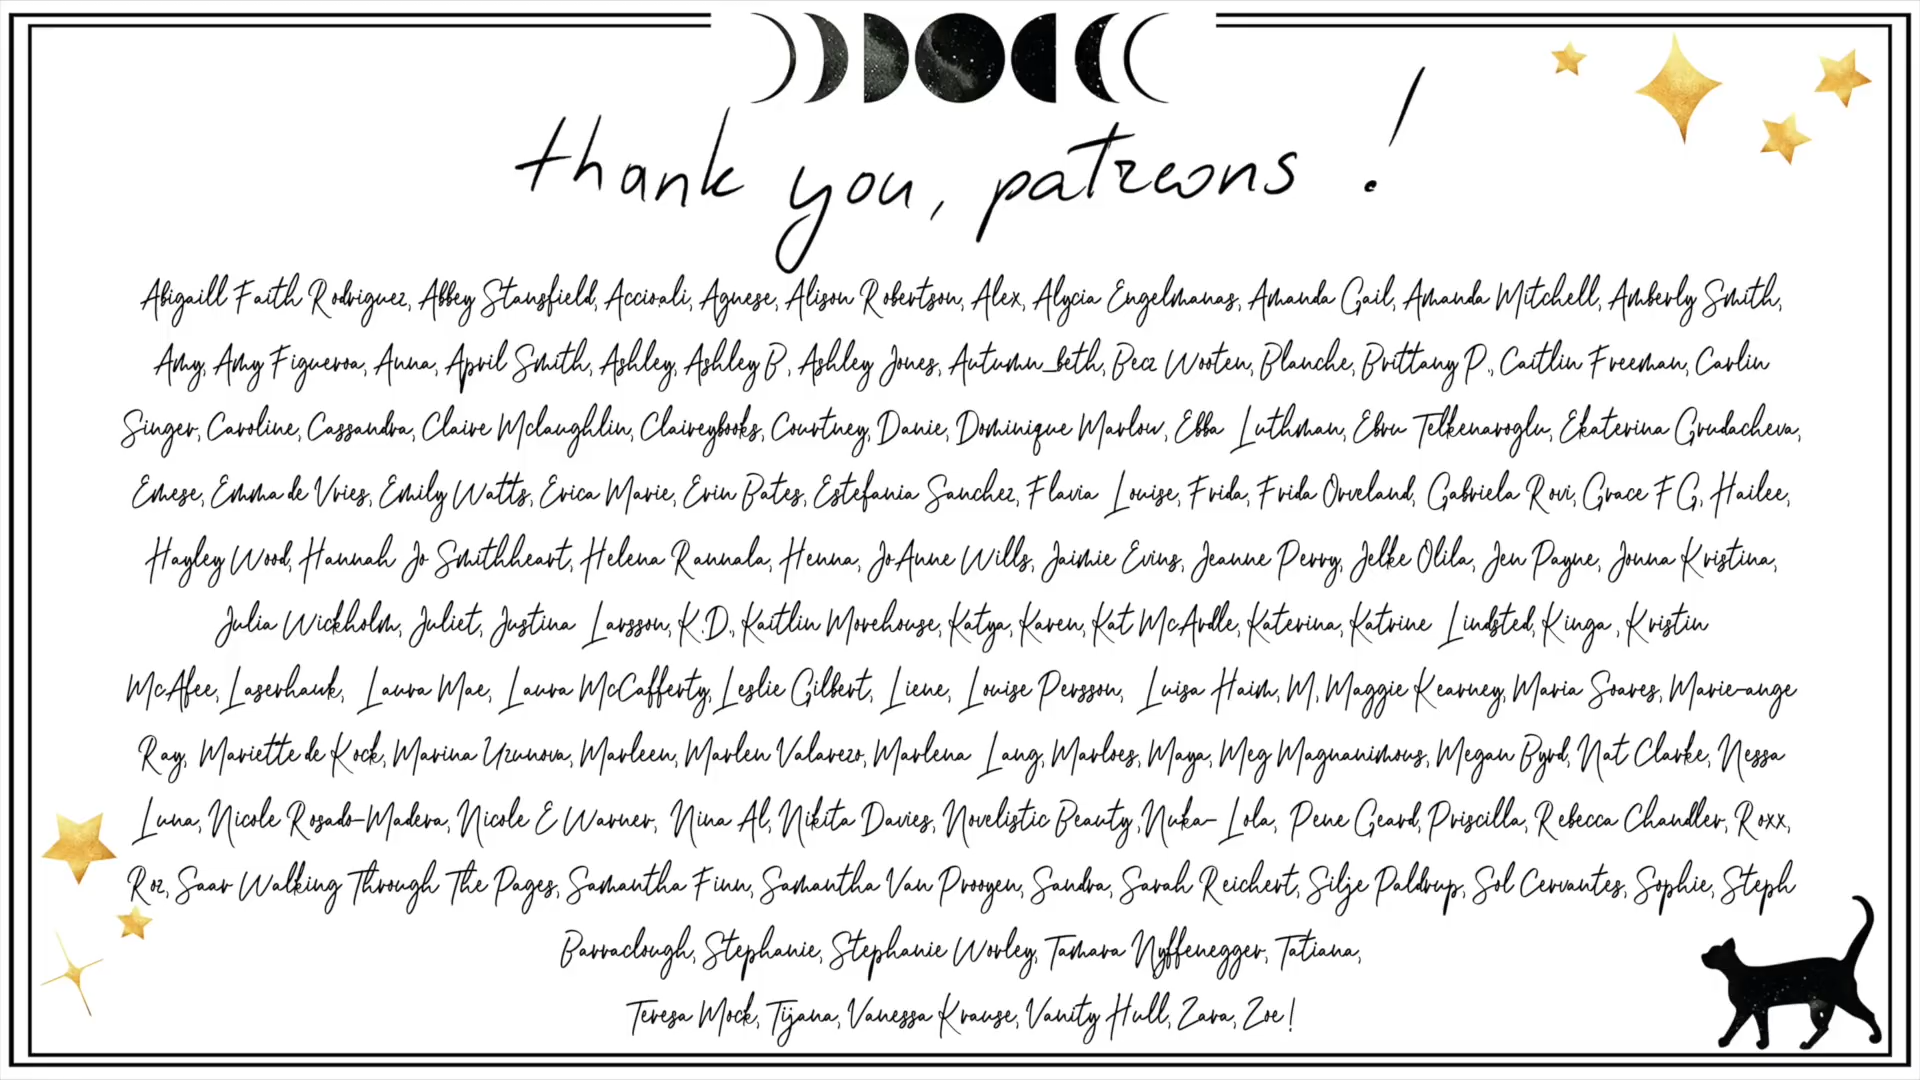 thank you, patreons !
Abigaill Faith Rodriguez, Abbey Stansfield, Accio.ali, Agnese, Alison Robertson, Alex, Alycia Engelmanas, Amanda Gail, Amanda Mitchell, Amberly Smith,
Amy, Amy Figueroa, Anna, April Smith, Ashley, Ashley B, Ashley Jones, Autumn_beth, Becz Wooten, Blanche, Brittany P., Caitlin Freeman, Carlin
Singer, Caroline, Cassandra, Claire Mclaughlin, Claireybooks, Courtney, Danie, Dominique Marlow, Ebba Luthman, Ebru Telkenaroglu, Ekaterina Grudacheva,
Emese, Emma de Vries, Emily Watts, Erica Marie, Erin Bates, Estefania Sanchez, Flavia Louise, Frida, Frida Orveland, Gabriela Rovi, Grace F G, Hailee,
Hayley Wood, Hannah Jo Smithheart, Helena Rannala, Henna, JoAnne Wills, Jaimie Evins, Jeanne Perry, Jelke Olila, Jen Payne, Jonna Kristina,
Julia Wickholm, Juliet, Justina Larsson, K.D., Kaitlin Morehouse, Katya, Karen, Kat McArdle, Katerina, Katrine Lindsted, Kinga , Kristin
McAfee, Laserhawk, Laura Mae, Laura McCafferty, Leslie Gilbert, Liene, Louise Persson, Luisa Haim, M, Maggie Kearney, Maria Soares, Marie-ange
Ray, Mariette de Kock, Marina Uzunova, Marleen, Marlen Valarezo, Marlena Lang, Marloes, Maya, Meg Magnanimous, Megan Byrd, Nat Clarke, Nessa
Luna, Nicole Rosado-Madera, Nicole E Warner, Nina Al, Nikita Davies, Novelistic Beauty ,Nuka- Lola, Pene Geard, Priscilla, Rebecca Chandler, Roxx,
Roz, Saar Walking Through The Pages, Samantha Finn, Samantha Van Prooyen, Sandra, Sarah Reichert, Silje Paldrup, Sol Cervantes, Sophie, Steph
Barraclough, Stephanie, Stephanie Worley, Tamara Nyffenegger, Tatiana,
Teresa Mock, Tijana, Vanessa Krause, Vanity Hull, Zara, Zoe !